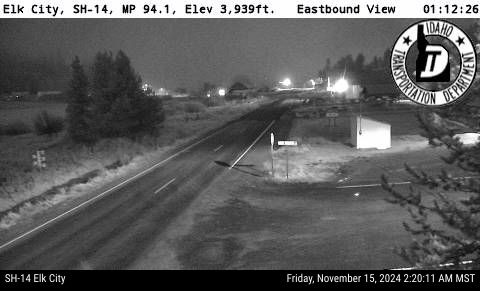 Elk City, SH-14, MP 94.1, Elev 3,939ft.   Eastbound View    01:12:26
IDAHO
TRANSPORTATION DEPARTMENT
SH-14 Elk City
Friday, November 15, 2024 2:20:11 AM MST